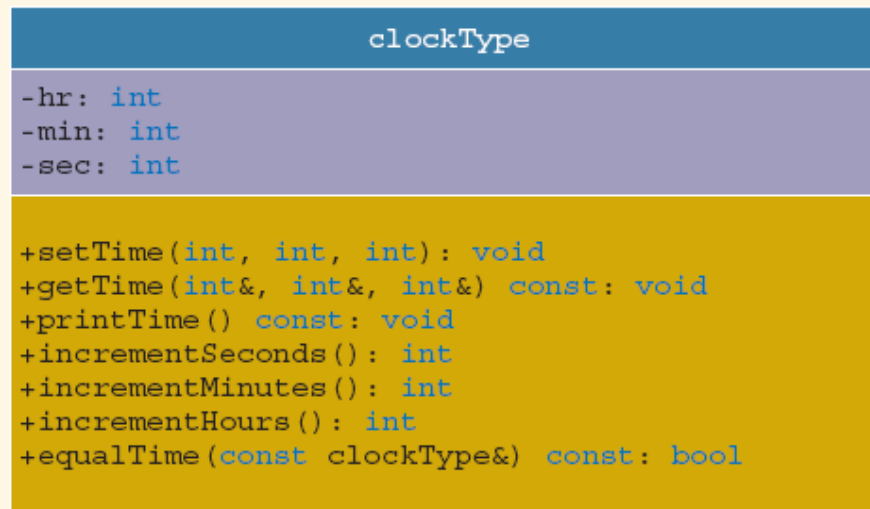 clockType
-hr: int
-min: int
-sec: int
+setTime(int, int, int): void
+getTime(int&, int&, int&) const: void
+printTime() const: void
+incrementSeconds(): int
+incrementMinutes(): int
+incrementHours(): int
+equalTime(const clockType&) const: bool